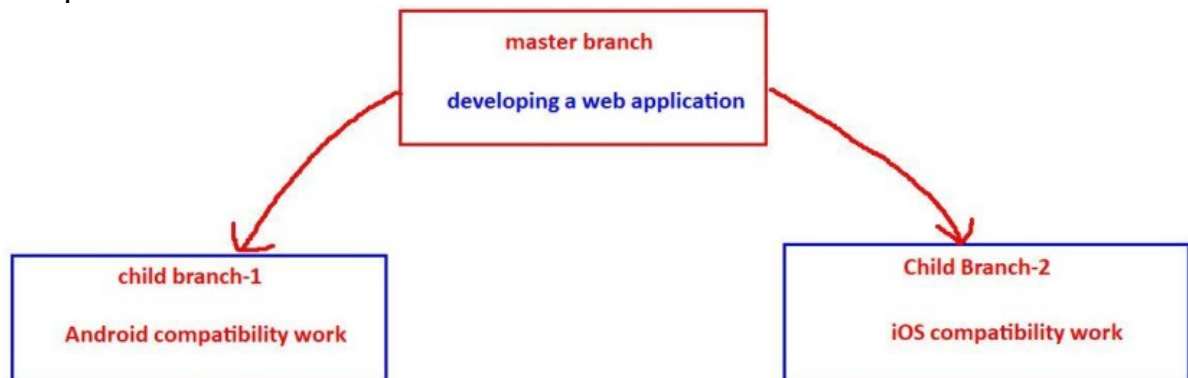 master branch
developing a web application
child branch-1
Android compatibility work
Child Branch-2
iOS compatibility work